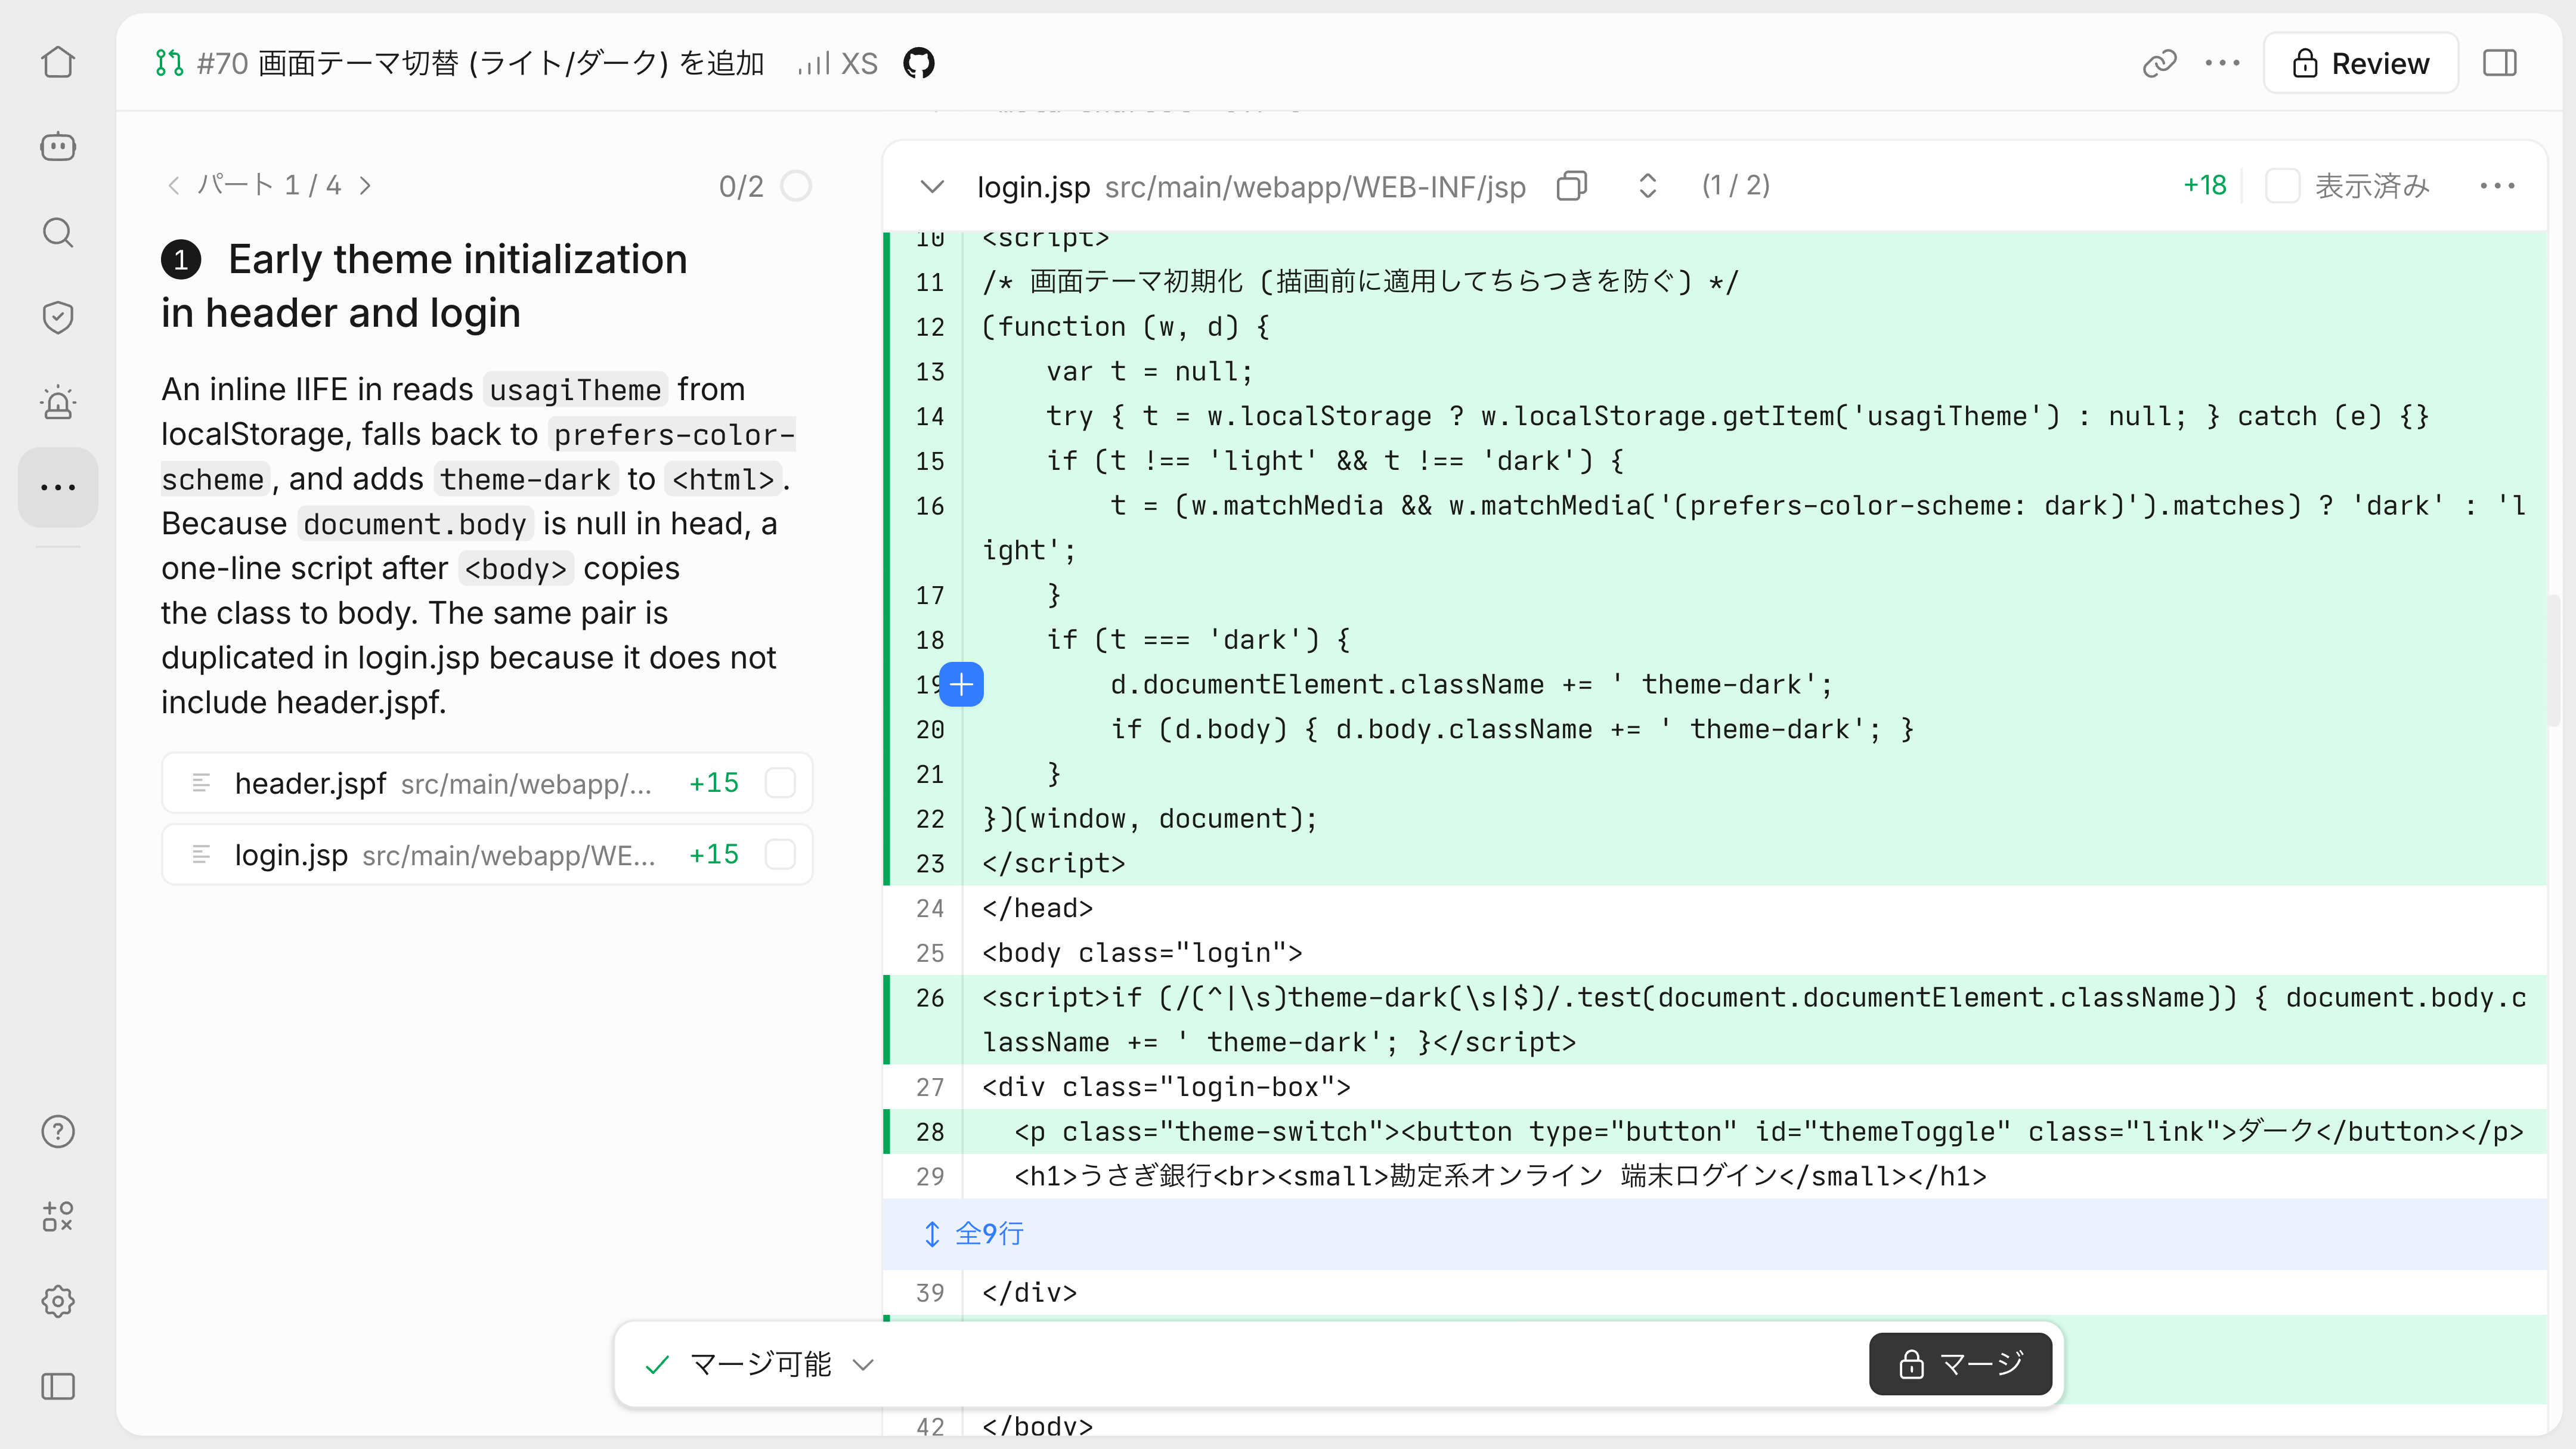 #70 画面テーマ切替 (ライト/ダーク) を追加 XS
Review
パート 1 / 4
0/2
1 Early theme initialization
in header and login
An inline IIFE in reads usagiTheme from
localStorage, falls back to prefers-color-
scheme, and adds theme-dark to <html>.
Because document.body is null in head, a
one-line script after <body> copies
the class to body. The same pair is
duplicated in login.jsp because it does not
include header.jspf.
header.jspf src/main/webapp/... +15
login.jsp src/main/webapp/WE... +15
login.jsp src/main/webapp/WEB-INF/jsp (1 / 2) +18 表示済み
10 <script>
11 /* 画面テーマ初期化 (描画前に適用してちらつきを防ぐ) */
12 (function (w, d) {
13     var t = null;
14     try { t = w.localStorage ? w.localStorage.getItem('usagiTheme') : null; } catch (e) {}
15     if (t !== 'light' && t !== 'dark') {
16         t = (w.matchMedia && w.matchMedia('(prefers-color-scheme: dark)').matches) ? 'dark' : 'l
ight';
17     }
18     if (t === 'dark') {
19         d.documentElement.className += ' theme-dark';
20         if (d.body) { d.body.className += ' theme-dark'; }
21     }
22 })(window, document);
23 </script>
24 </head>
25 <body class="login">
26 <script>if (/(^|\s)theme-dark(\s|$)/.test(document.documentElement.className)) { document.body.c
lassName += ' theme-dark'; }</script>
27 <div class="login-box">
28   <p class="theme-switch"><button type="button" id="themeToggle" class="link">ダーク</button></p>
29   <h1>うさぎ銀行<br><small>勘定系オンライン 端末ログイン</small></h1>
全9行
39 </div>
マージ可能
マージ
42 </body>